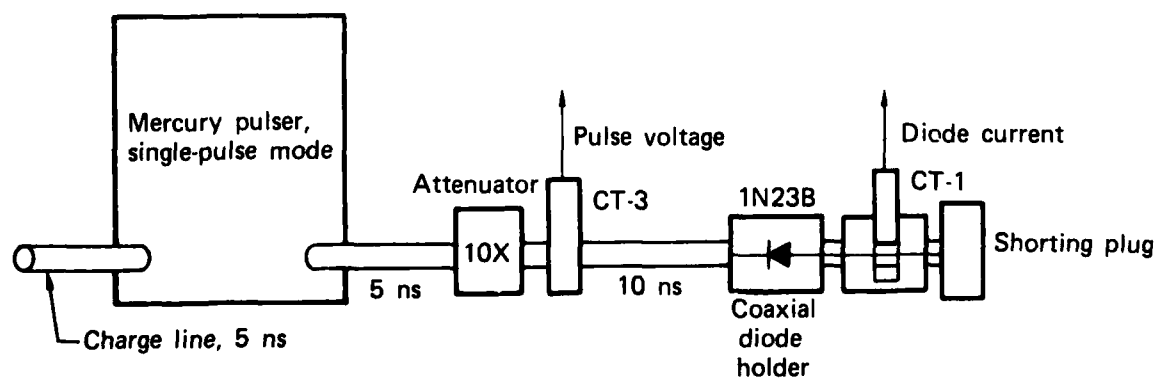 Mercury pulser,
single-pulse mode
Charge line, 5 ns
5 ns
Attenuator
10X
Pulse voltage
CT-3
10 ns
1N23B
Coaxial
diode
holder
Diode current
CT-1
Shorting plug